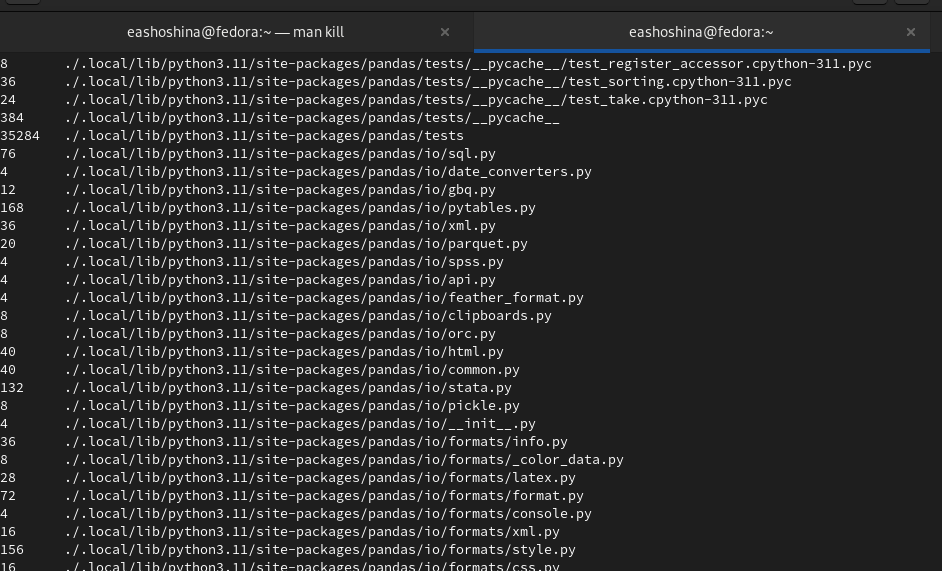 eashoshina@fedora:~ — man kill × eashoshina@fedora:~ ×
8 ./.local/lib/python3.11/site-packages/pandas/tests/__pycache__/test_register_accessor.cpython-311.pyc
36 ./.local/lib/python3.11/site-packages/pandas/tests/__pycache__/test_sorting.cpython-311.pyc
24 ./.local/lib/python3.11/site-packages/pandas/tests/__pycache__/test_take.cpython-311.pyc
384 ./.local/lib/python3.11/site-packages/pandas/tests/__pycache__
35284 ./.local/lib/python3.11/site-packages/pandas/tests
76 ./.local/lib/python3.11/site-packages/pandas/io/sql.py
4 ./.local/lib/python3.11/site-packages/pandas/io/date_converters.py
12 ./.local/lib/python3.11/site-packages/pandas/io/gbq.py
168 ./.local/lib/python3.11/site-packages/pandas/io/pytables.py
36 ./.local/lib/python3.11/site-packages/pandas/io/xml.py
20 ./.local/lib/python3.11/site-packages/pandas/io/parquet.py
4 ./.local/lib/python3.11/site-packages/pandas/io/spss.py
4 ./.local/lib/python3.11/site-packages/pandas/io/api.py
4 ./.local/lib/python3.11/site-packages/pandas/io/feather_format.py
8 ./.local/lib/python3.11/site-packages/pandas/io/clipboards.py
8 ./.local/lib/python3.11/site-packages/pandas/io/orc.py
40 ./.local/lib/python3.11/site-packages/pandas/io/html.py
40 ./.local/lib/python3.11/site-packages/pandas/io/common.py
132 ./.local/lib/python3.11/site-packages/pandas/io/stata.py
8 ./.local/lib/python3.11/site-packages/pandas/io/pickle.py
4 ./.local/lib/python3.11/site-packages/pandas/io/__init__.py
36 ./.local/lib/python3.11/site-packages/pandas/io/formats/info.py
8 ./.local/lib/python3.11/site-packages/pandas/io/formats/_color_data.py
28 ./.local/lib/python3.11/site-packages/pandas/io/formats/latex.py
72 ./.local/lib/python3.11/site-packages/pandas/io/formats/format.py
4 ./.local/lib/python3.11/site-packages/pandas/io/formats/console.py
16 ./.local/lib/python3.11/site-packages/pandas/io/formats/xml.py
156 ./.local/lib/python3.11/site-packages/pandas/io/formats/style.py
16 ./.local/lib/python3.11/site-packages/pandas/io/formats/css.py